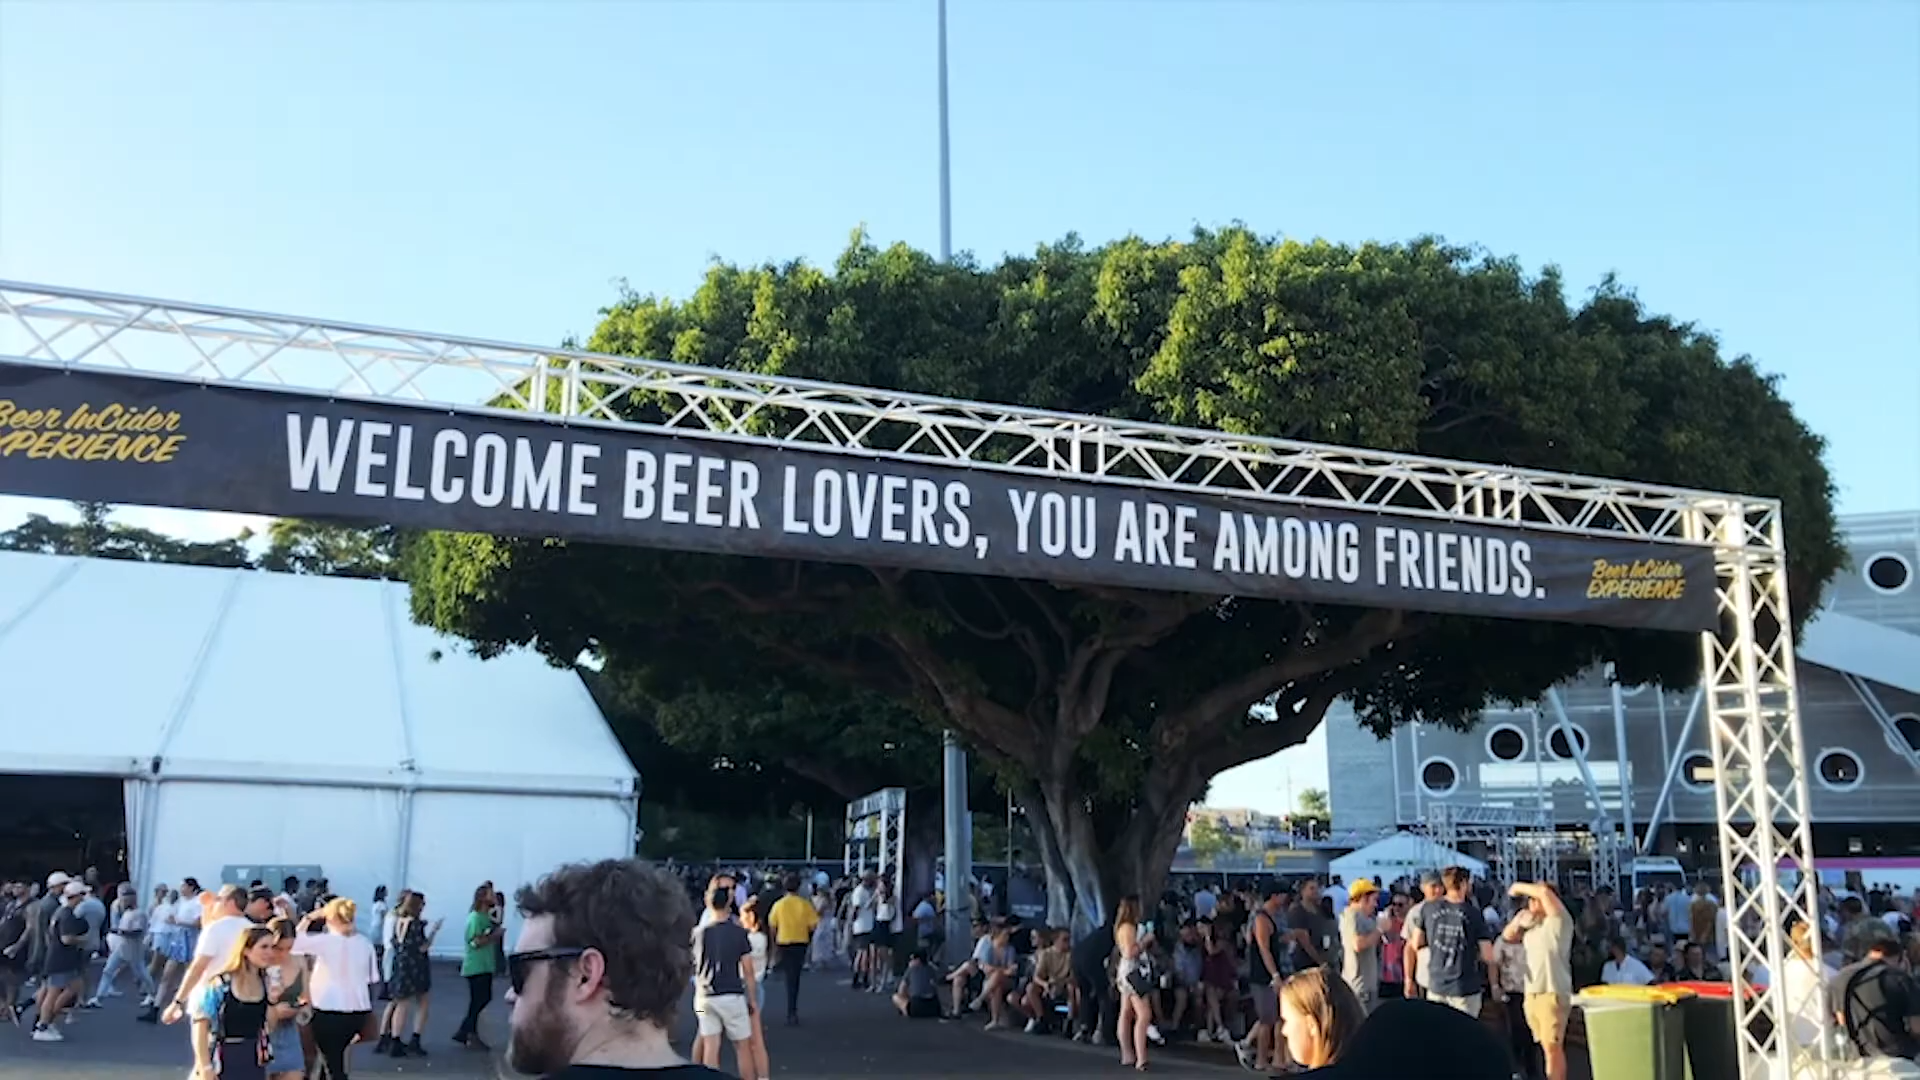 Beer InCider
EXPERIENCE
WELCOME BEER LOVERS, YOU ARE AMONG FRIENDS.
Beer InCider
EXPERIENCE